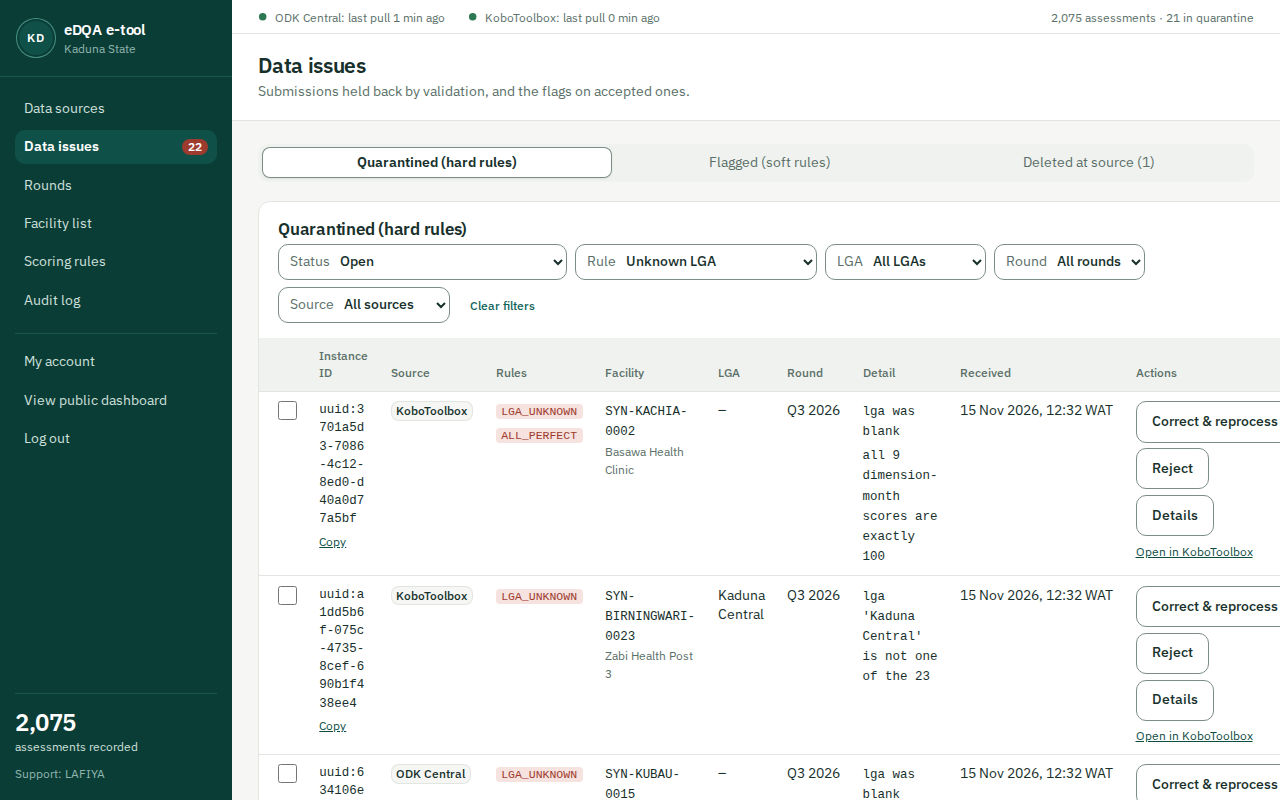 KD
eDQA e-tool
Kaduna State
Data sources
Data issues 22
Rounds
Facility list
Scoring rules
Audit log
My account
View public dashboard
Log out
2,075
assessments recorded
Support: LAFIYA
ODK Central: last pull 1 min ago KoboToolbox: last pull 0 min ago 2,075 assessments · 21 in quarantine
Data issues
Submissions held back by validation, and the flags on accepted ones.
Quarantined (hard rules) Flagged (soft rules) Deleted at source (1)
Quarantined (hard rules)
Status Open Rule Unknown LGA LGA All LGAs Round All rounds
Source All sources Clear filters
Instance
ID Source Rules Facility LGA Round Detail Received Actions
uuid:3
701a5d
3-7086
-4c12-
8ed0-d
40a0d7
7a5bf
Copy
KoboToolbox
LGA_UNKNOWN
ALL_PERFECT
SYN-KACHIA-
0002
Basawa Health
Clinic
–
Q3 2026
lga was
blank
all 9
dimension-
month
scores are
exactly
100
15 Nov 2026, 12:32 WAT
Correct & reprocess
Reject
Details
Open in KoboToolbox
uuid:a
1dd5b6
f-075c
-4735-
8cef-6
90b1f4
38ee4
Copy
KoboToolbox
LGA_UNKNOWN
SYN-
BIRNINGWARI-
0023
Zabi Health Post
3
Kaduna
Central
Q3 2026
lga
'Kaduna
Central'
is not one
of the 23
15 Nov 2026, 12:32 WAT
Correct & reprocess
Reject
Details
Open in KoboToolbox
uuid:6
34106e
ODK Central
LGA_UNKNOWN
SYN-KUBAU-
0015
–
Q3 2026
lga was
blank
15 Nov 2026, 12:32 WAT
Correct & reprocess